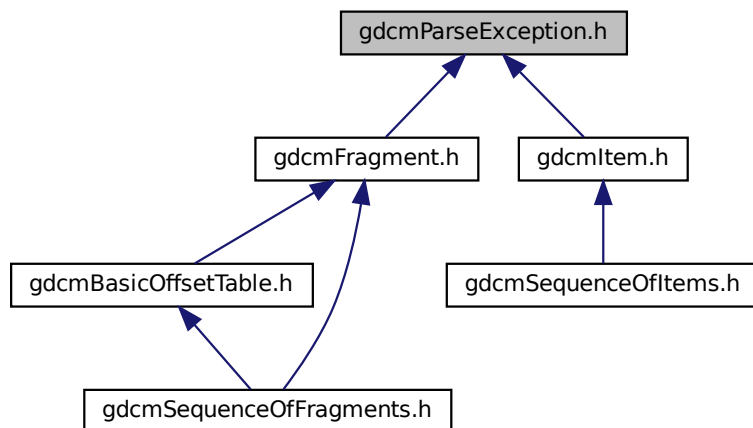 gdcmParseException.h
gdcmFragment.h
gdcmItem.h
gdcmBasicOffsetTable.h
gdcmSequenceOfItems.h
gdcmSequenceOfFragments.h